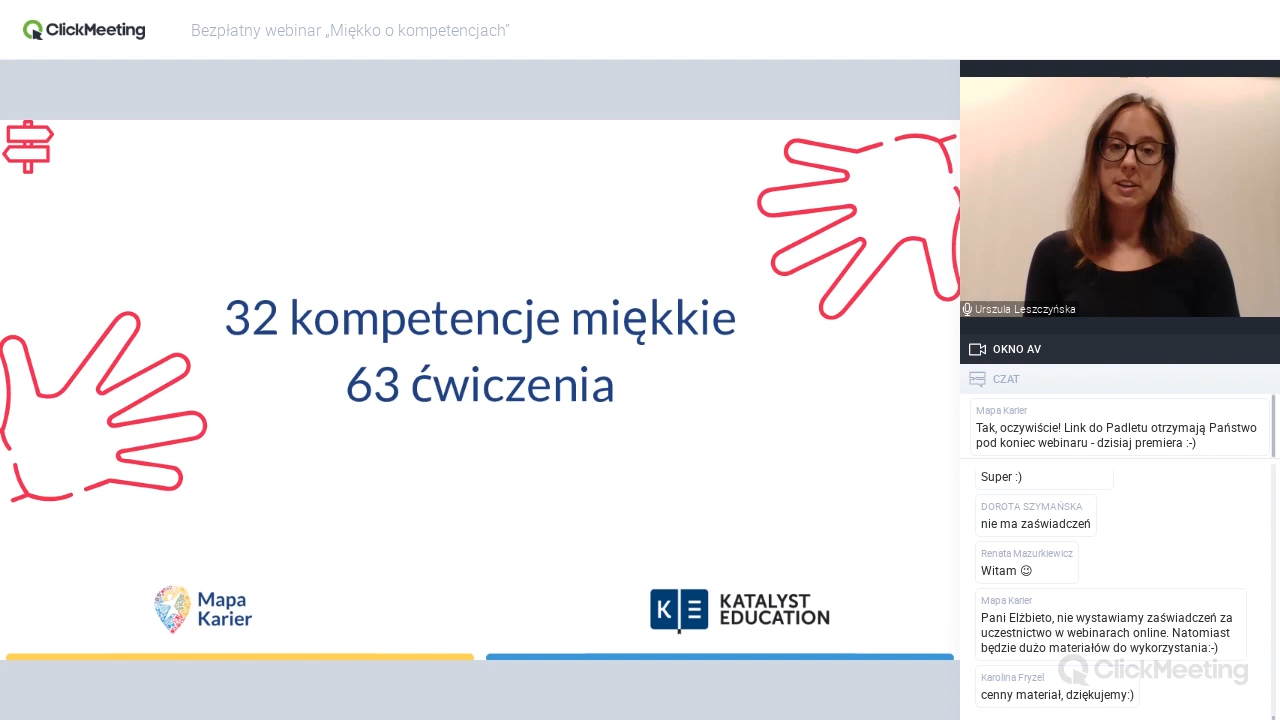 ClickMeeting
Bezpłatny webinar „Miękko o kompetencjach”
32 kompetencje miękkie
63 ćwiczenia
Mapa
Karier
K E
KATALYST
EDUCATION
Urszula Leszczyńska
OKNO AV
CZAT
Mapa Karier
Tak, oczywiście! Link do Padletu otrzymają Państwo
pod koniec webinaru - dzisiaj premiera :-)
Super :)
DOROTA SZYMAŃSKA
nie ma zaświadczeń
Renata Mazurkiewicz
Witam 😉
Mapa Karier
Pani Elżbieto, nie wystawiamy zaświadczeń za
uczestnictwo w webinarach online. Natomiast
będzie dużo materiałów do wykorzystania:-)
Karolina Fryzel
cenny materiał, dziękujemy:)
ClickMeeting